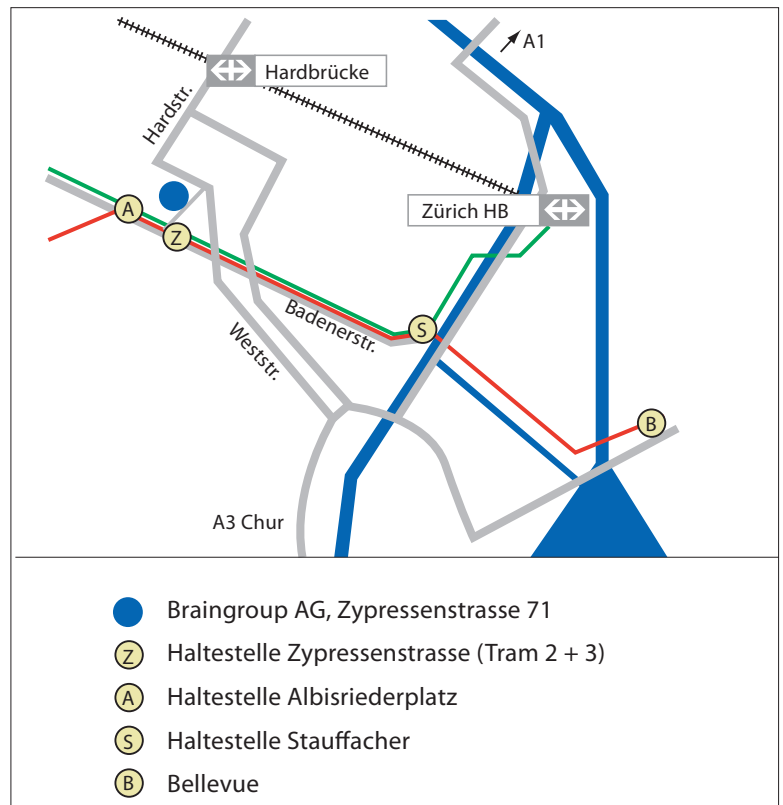 A1
Hardbrücke
Hardstr.
A
Z
Zürich HB
Badenerstr.
S
Weststr.
B
A3 Chur
Braingroup AG, Zypressenstrasse 71
Z Haltestelle Zypressenstrasse (Tram 2 + 3)
A Haltestelle Albisriederplatz
S Haltestelle Stauffacher
B Bellevue